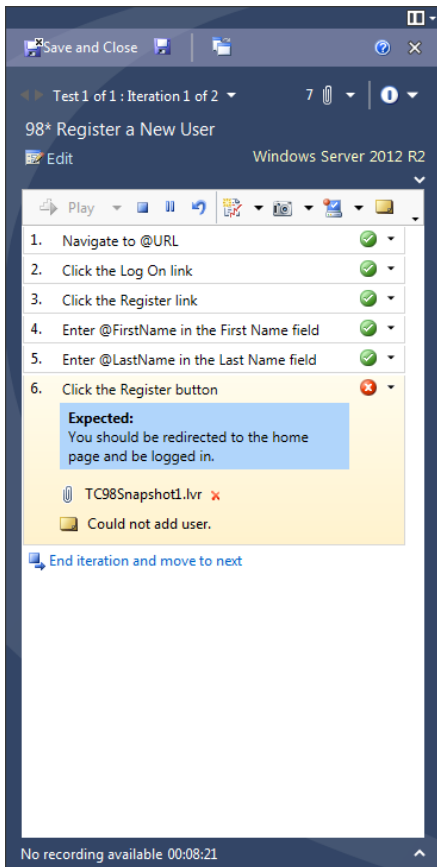 Save and Close
Test 1 of 1 : Iteration 1 of 2
7
98* Register a New User
Edit
Windows Server 2012 R2
Play
1. Navigate to @URL
2. Click the Log On link
3. Click the Register link
4. Enter @FirstName in the First Name field
5. Enter @LastName in the Last Name field
6. Click the Register button
Expected:
You should be redirected to the home
page and be logged in.
TC98Snapshot1.lvr
Could not add user.
End iteration and move to next
No recording available 00:08:21